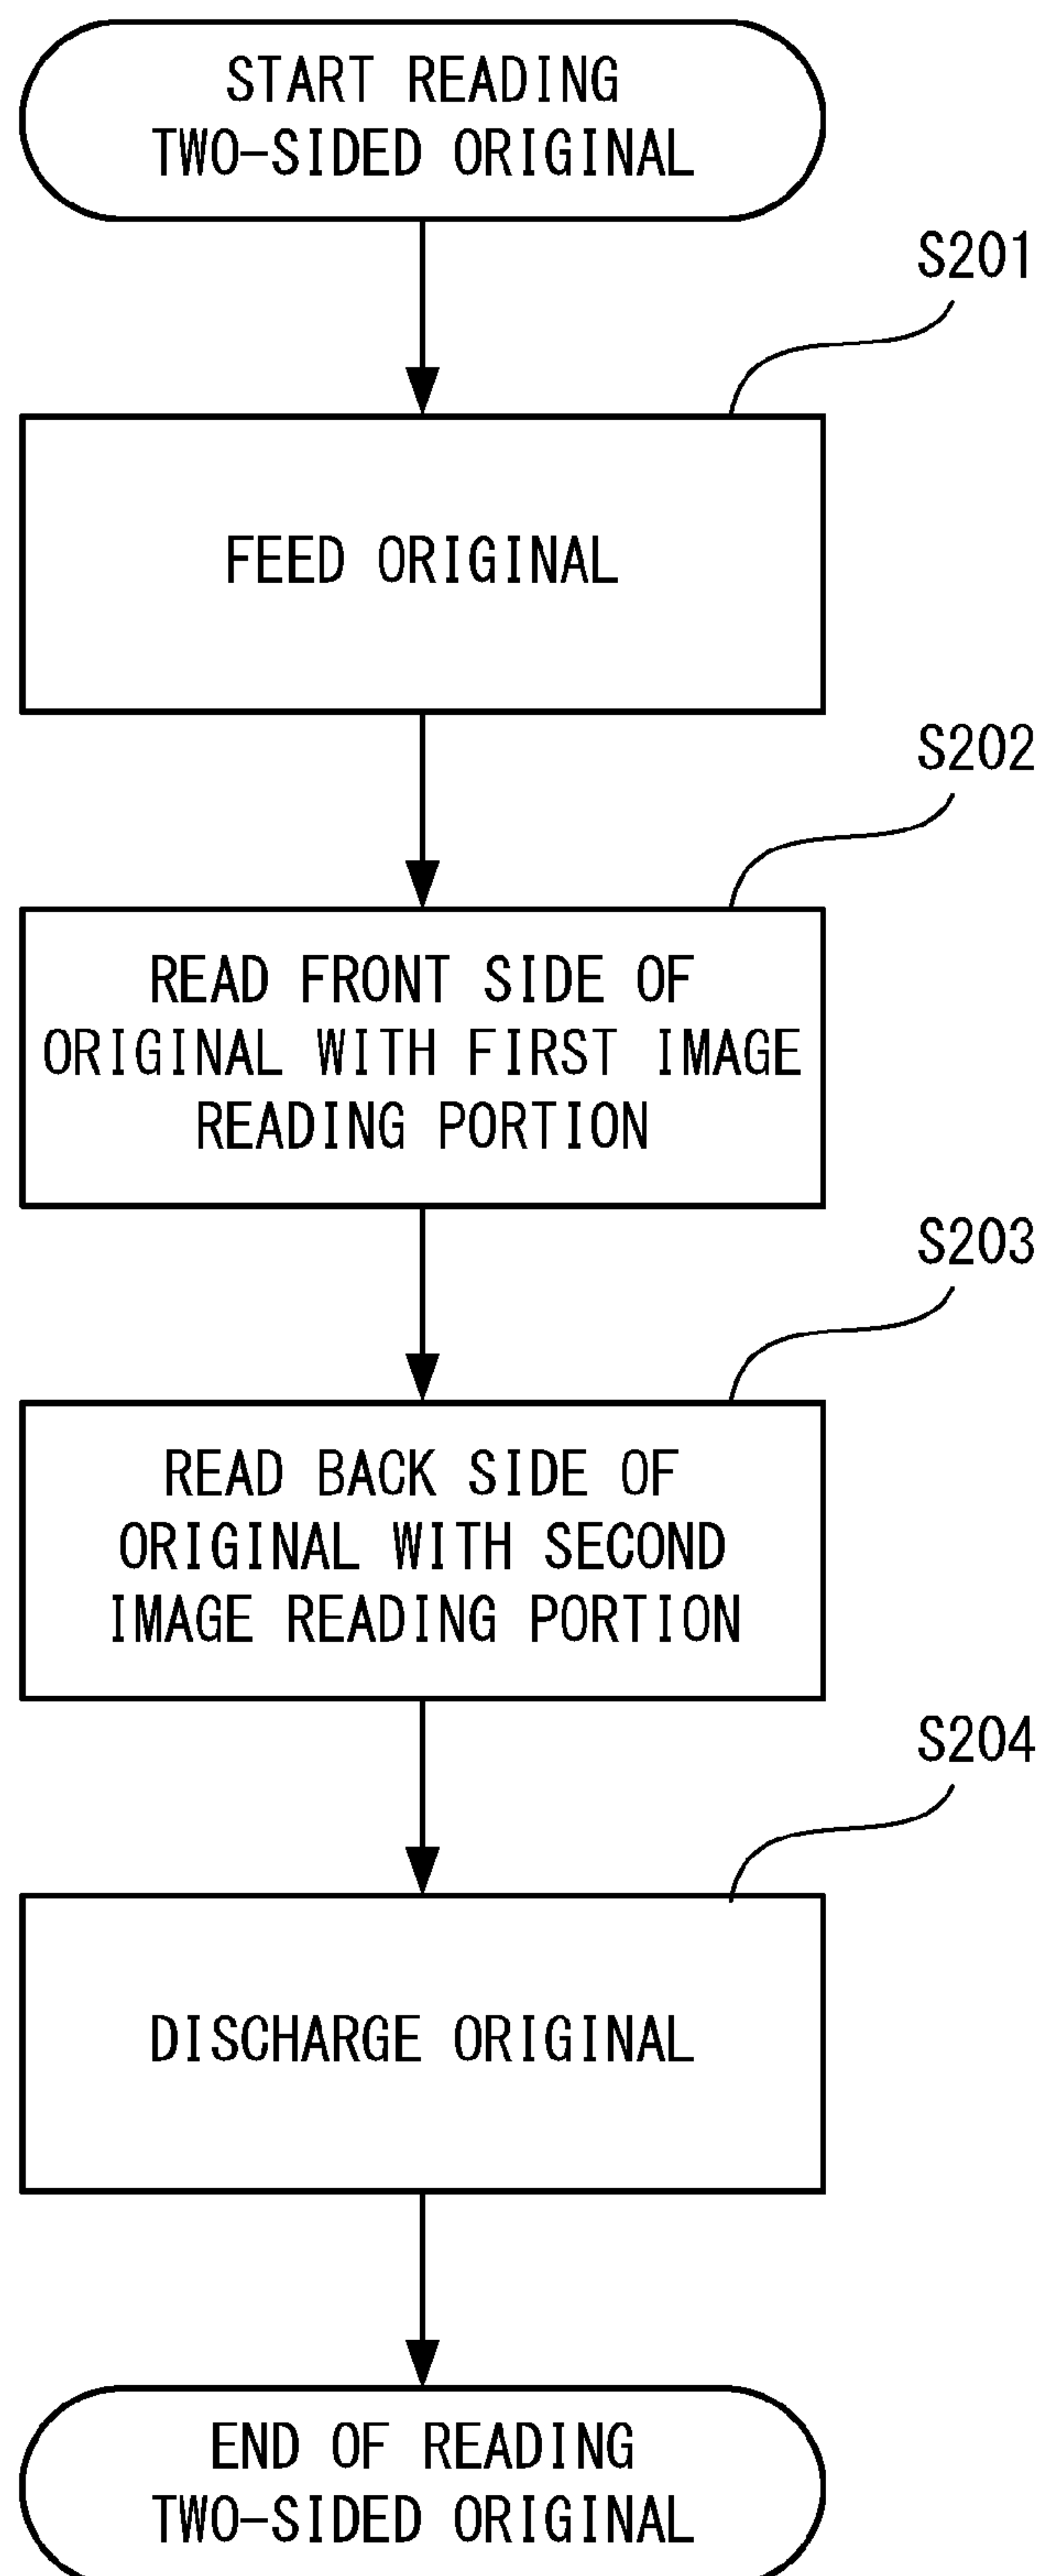 START READING
TWO-SIDED ORIGINAL
S201
FEED ORIGINAL
S202
READ FRONT SIDE OF
ORIGINAL WITH FIRST IMAGE
READING PORTION
S203
READ BACK SIDE OF
ORIGINAL WITH SECOND
IMAGE READING PORTION
S204
DISCHARGE ORIGINAL
END OF READING
TWO-SIDED ORIGINAL